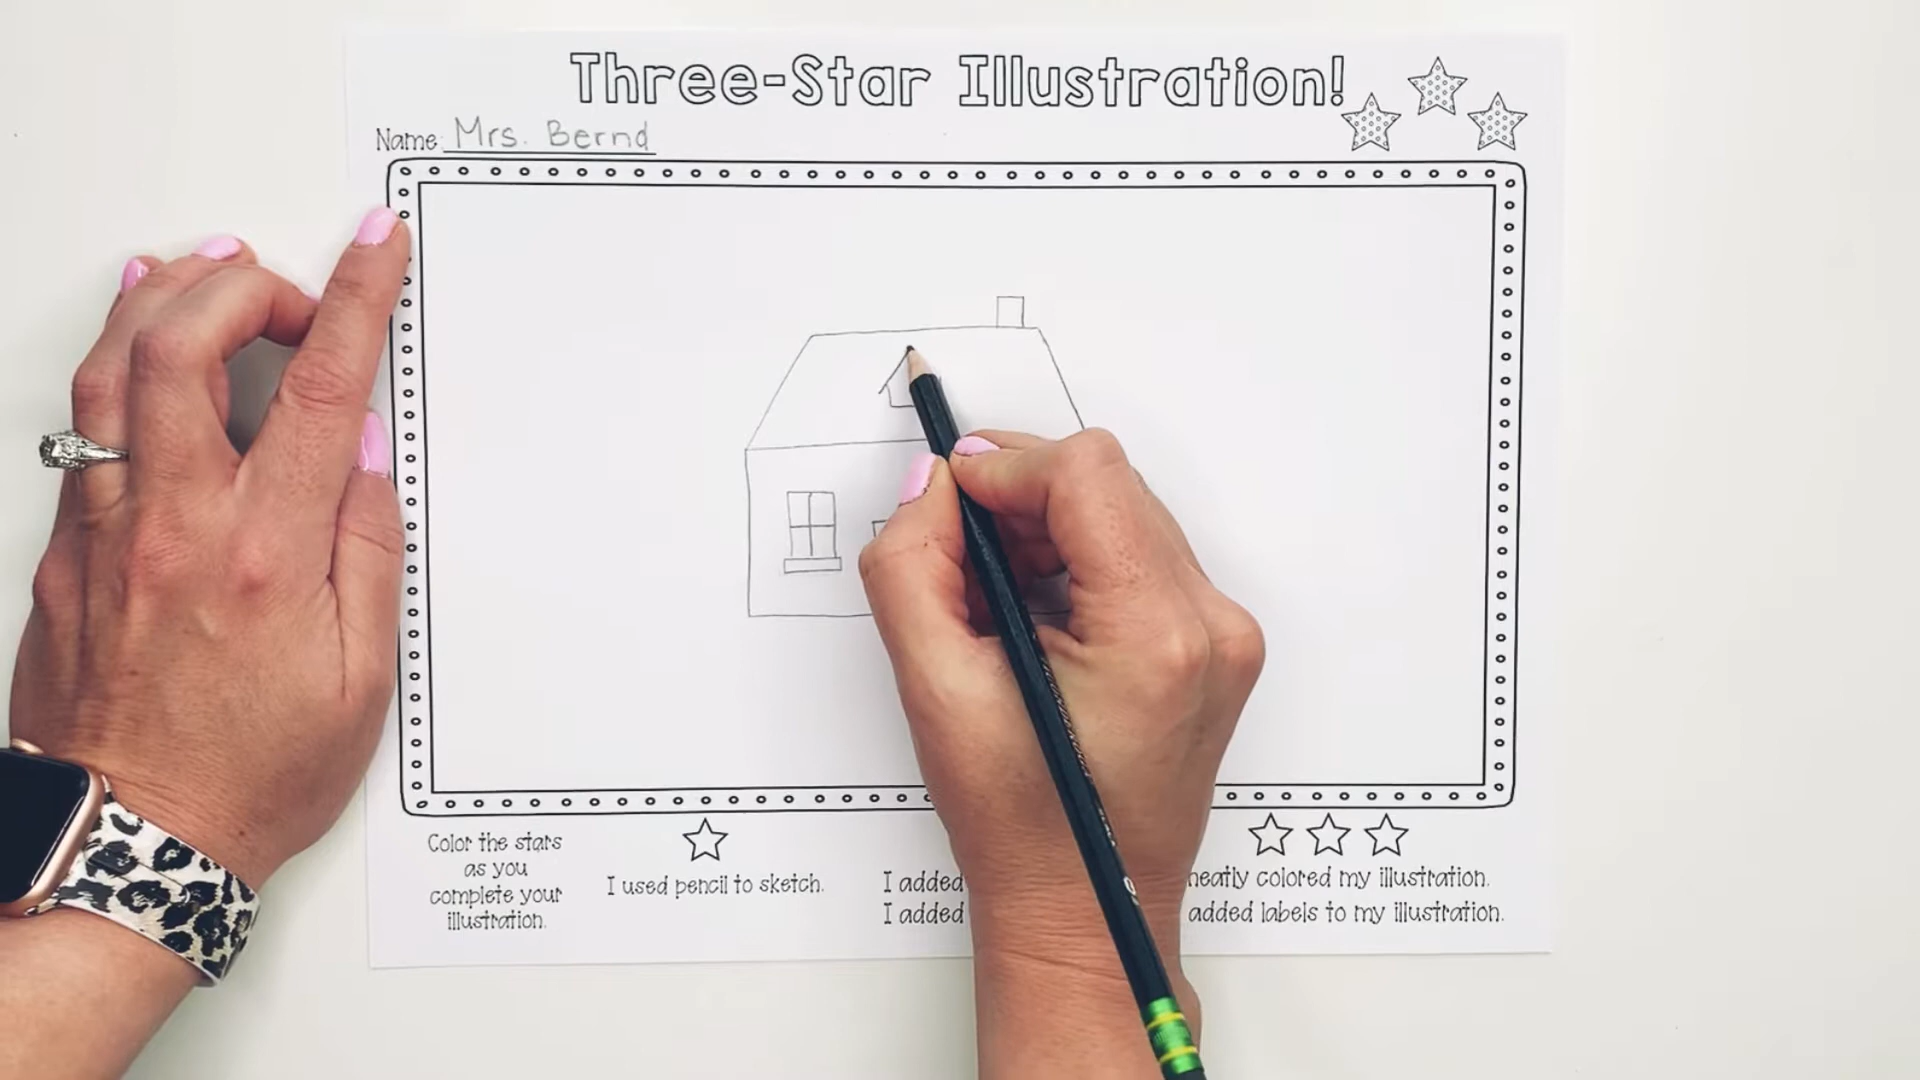 Three-Star Illustration!
Name: Mrs. Bernd
Color the stars
as you
complete your
illustration.
I used pencil to sketch.
I added
I added
neatly colored my illustration.
added labels to my illustration.